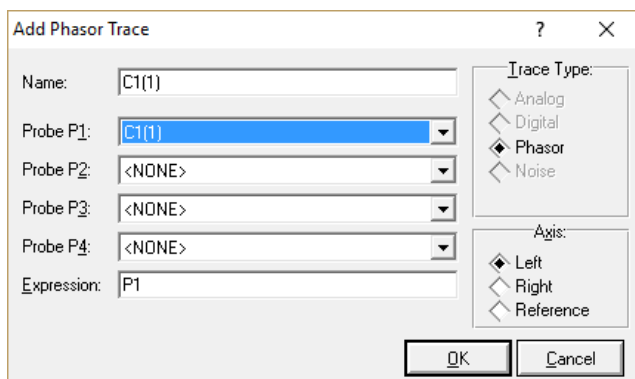 Add Phasor Trace ? ×
Name: C1(1)
Probe P1: C1(1)
Probe P2: <NONE>
Probe P3: <NONE>
Probe P4: <NONE>
Expression: P1
Trace Type:
Analog
Digital
Phasor
Noise
Axis:
Left
Right
Reference
OK Cancel